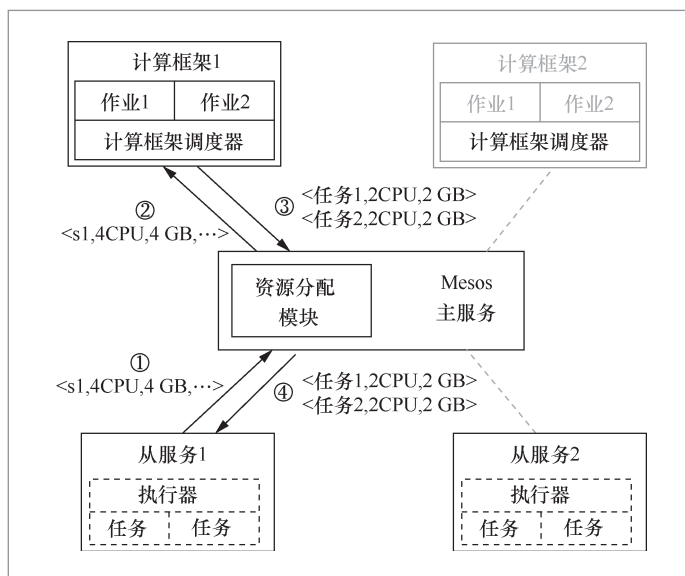 计算框架1
作业1 作业2
计算框架调度器
计算框架2
作业1 作业2
计算框架调度器
②
<s1,4CPU,4 GB,…>
③
<任务1,2CPU,2 GB>
<任务2,2CPU,2 GB>
资源分配
模块
Mesos
主服务
①
<s1,4CPU,4 GB,…>
④
<任务1,2CPU,2 GB>
<任务2,2CPU,2 GB>
从服务1
执行器
任务 任务
从服务2
执行器
任务 任务